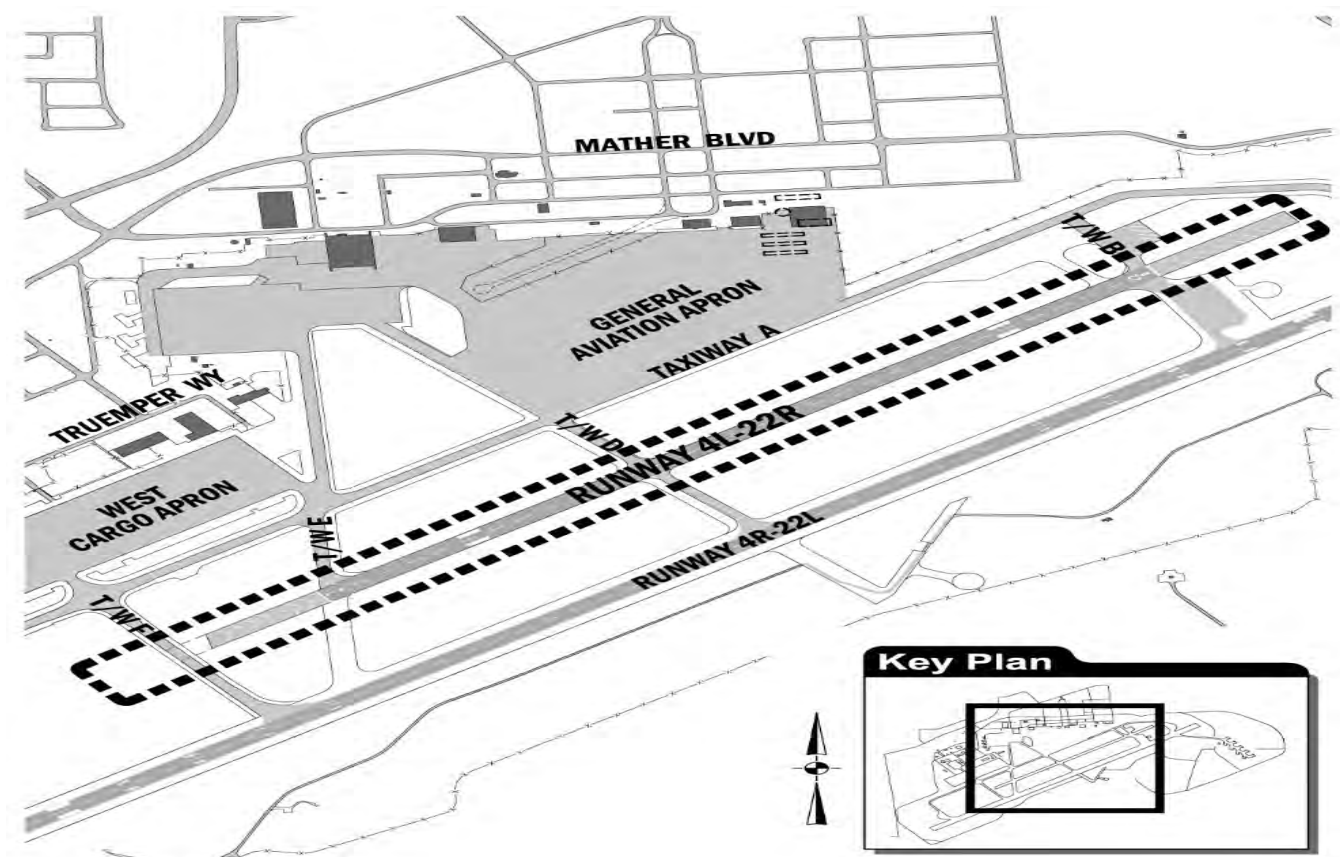 MATHER BLVD
T/W B
GENERAL
AVIATION APRON
TAXIWAY A
TRUEMPER WY
T/W D
RUNWAY 4L-22R
WEST
CARGO APRON
T/W E
RUNWAY 4R-22L
T/W F
Key Plan